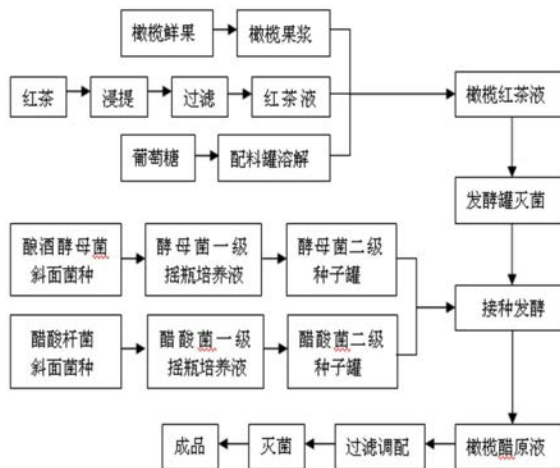 橄榄鲜果
橄榄果浆
红茶
浸提
过滤
红茶液
橄榄红茶液
葡萄糖
配料罐溶解
发酵罐灭菌
酿酒酵母菌
斜面菌种
酵母菌一级
摇瓶培养液
酵母菌二级
种子罐
接种发酵
醋酸杆菌
斜面菌种
醋酸菌一级
摇瓶培养液
醋酸菌二级
种子罐
成品
灭菌
过滤调配
橄榄醋原液